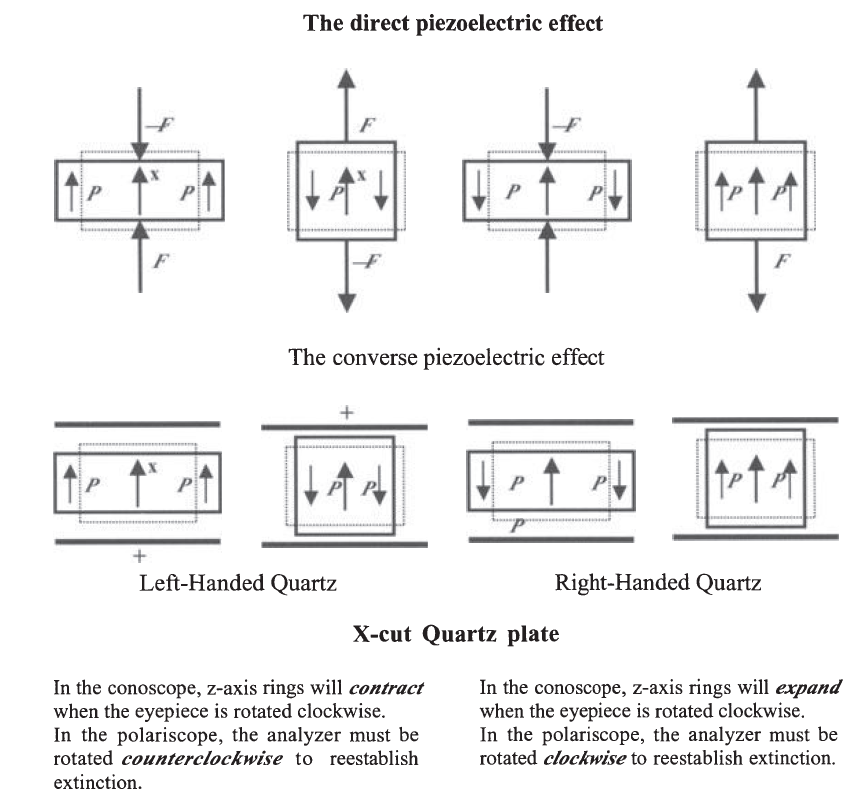 The direct piezoelectric effect
–F
F
–F
P
x
P
P
x
P
P
P
P
F
–F
F
The converse piezoelectric effect
+
P
x
P
P
P
P
P
P
P
P
+
Left-Handed Quartz
Right-Handed Quartz
X-cut Quartz plate
In the conoscope, z-axis rings will contract
when the eyepiece is rotated clockwise.
In the polariscope, the analyzer must be
rotated counterclockwise to reestablish
extinction.
In the conoscope, z-axis rings will expand
when the eyepiece is rotated clockwise.
In the polariscope, the analyzer must be
rotated clockwise to reestablish extinction.